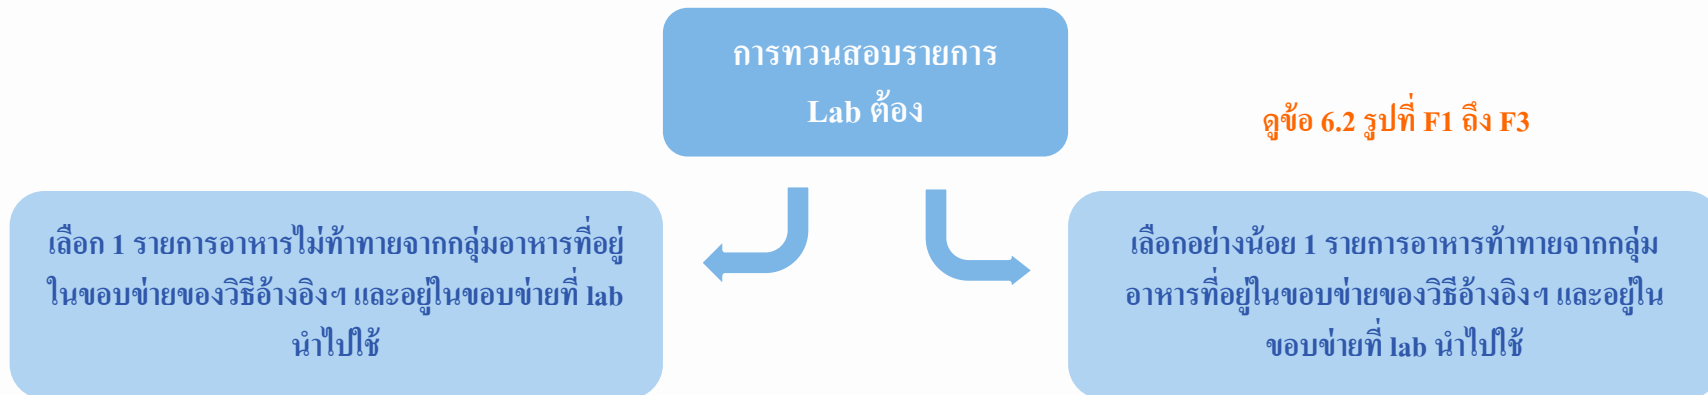 การทวนสอบรายการ
Lab ต้อง
ดูข้อ 6.2 รูปที่ F1 ถึง F3
เลือก 1 รายการอาหารไม่ท้าทายจากกลุ่มอาหารที่อยู่
ในขอบข่ายของวิธีอ้างอิงฯ และอยู่ในขอบข่ายที่ lab
นำไปใช้
เลือกอย่างน้อย 1 รายการอาหารท้าทายจากกลุ่ม
อาหารที่อยู่ในขอบข่ายของวิธีอ้างอิงฯ และอยู่ใน
ขอบข่ายที่ lab นำไปใช้